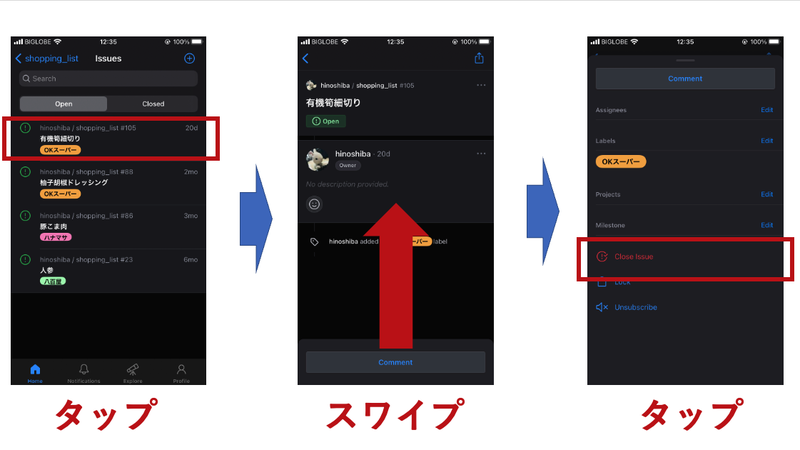 BIGLOBE 12:35 100%
shopping_list Issues
Search
Open Closed
hinoshiba / shopping_list #105 20d
有機筍細切り
OKスーパー
hinoshiba / shopping_list #88 2mo
柚子胡椒ドレッシング
OKスーパー
hinoshiba / shopping_list #86 3mo
豚こま肉
ハナマサ
hinoshiba / shopping_list #23 6mo
人参
八百屋
Home Notifications Explore Profile
タップ
BIGLOBE 12:35 100%
hinoshiba / shopping_list #105
有機筍細切り
Open
hinoshiba · 20d
Owner
No description provided.
hinoshiba added ーパー label
Comment
スワイプ
BIGLOBE 12:35 100%
Comment
Assignees Edit
Labels Edit
OKスーパー
Projects Edit
Milestone Edit
Close Issue
Lock
Unsubscribe
タップ